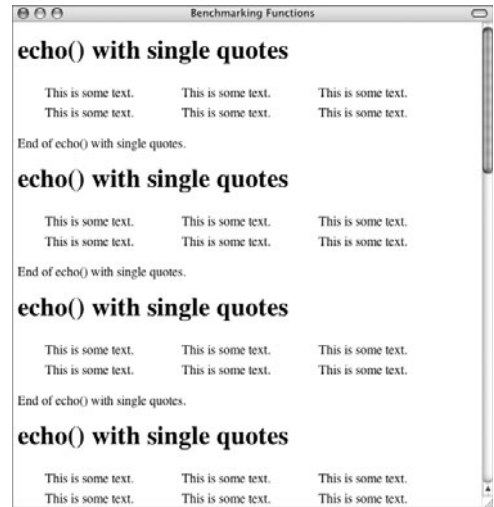 Benchmarking Functions
echo() with single quotes
This is some text. This is some text. This is some text.
This is some text. This is some text. This is some text.
End of echo() with single quotes.
echo() with single quotes
This is some text. This is some text. This is some text.
This is some text. This is some text. This is some text.
End of echo() with single quotes.
echo() with single quotes
This is some text. This is some text. This is some text.
This is some text. This is some text. This is some text.
End of echo() with single quotes.
echo() with single quotes
This is some text. This is some text. This is some text.
This is some text. This is some text. This is some text.